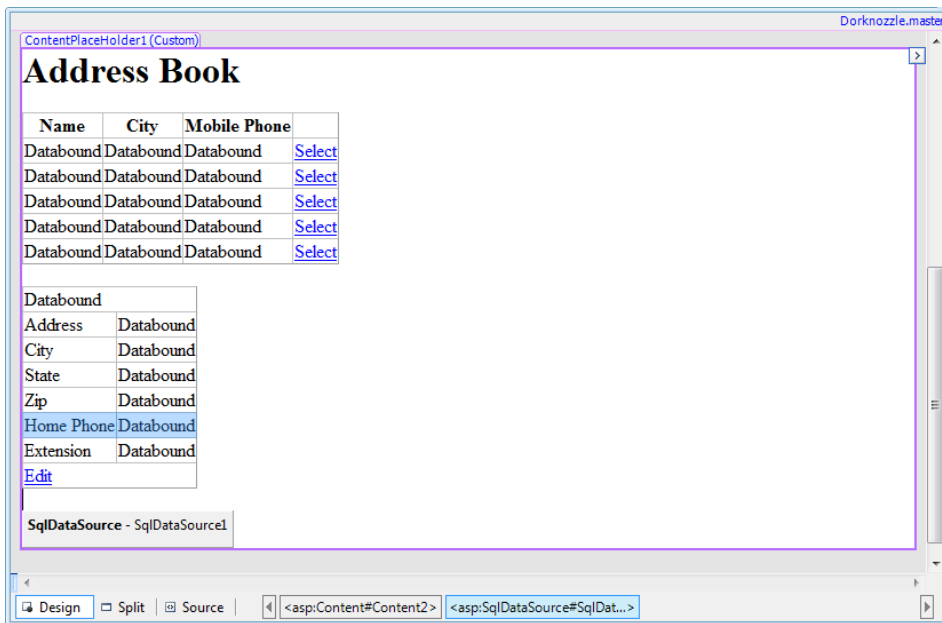 Dorknozzle.master
ContentPlaceHolder1 (Custom)
Address Book
Name City Mobile Phone
Databound Databound Databound Select
Databound Databound Databound Select
Databound Databound Databound Select
Databound Databound Databound Select
Databound Databound Databound Select
Databound
Address Databound
City Databound
State Databound
Zip Databound
Home Phone Databound
Extension Databound
Edit
SqlDataSource - SqlDataSource1
Design Split Source <asp:Content#Content2> <asp:SqlDataSource#SqlDat...>